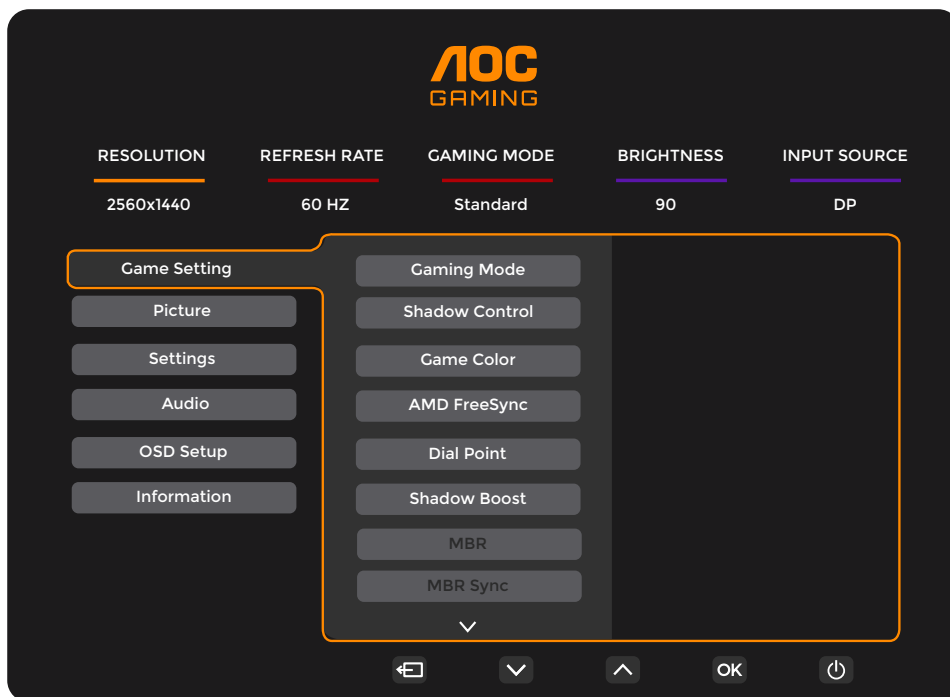 AOC
GAMING
RESOLUTION REFRESH RATE GAMING MODE BRIGHTNESS INPUT SOURCE
2560x1440 60 HZ Standard 90 DP
Game Setting Gaming Mode
Picture Shadow Control
Settings Game Color
Audio AMD FreeSync
OSD Setup Dial Point
Information Shadow Boost
MBR
MBR Sync
OK